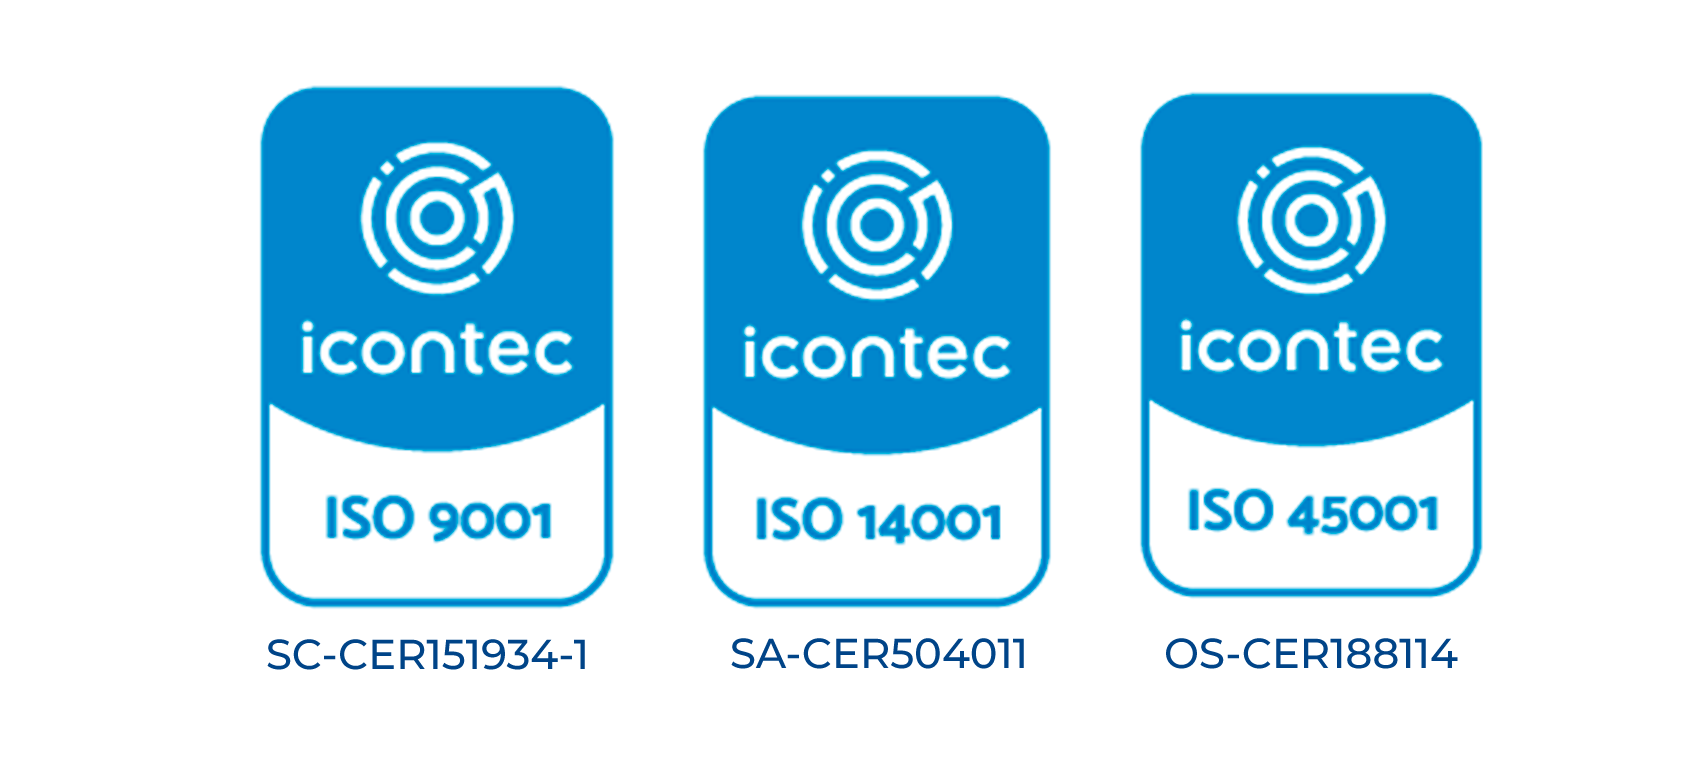 icontec
ISO 9001
SC-CER151934-1
icontec
ISO 14001
SA-CER504011
icontec
ISO 45001
OS-CER188114